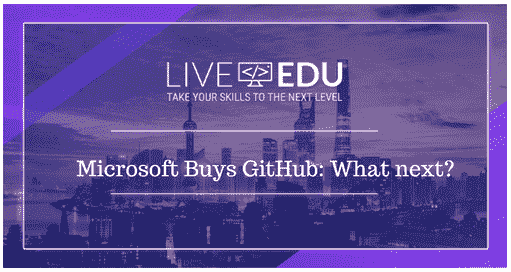 LIVE </> EDU
TAKE YOUR SKILLS TO THE NEXT LEVEL
Microsoft Buys GitHub: What next?